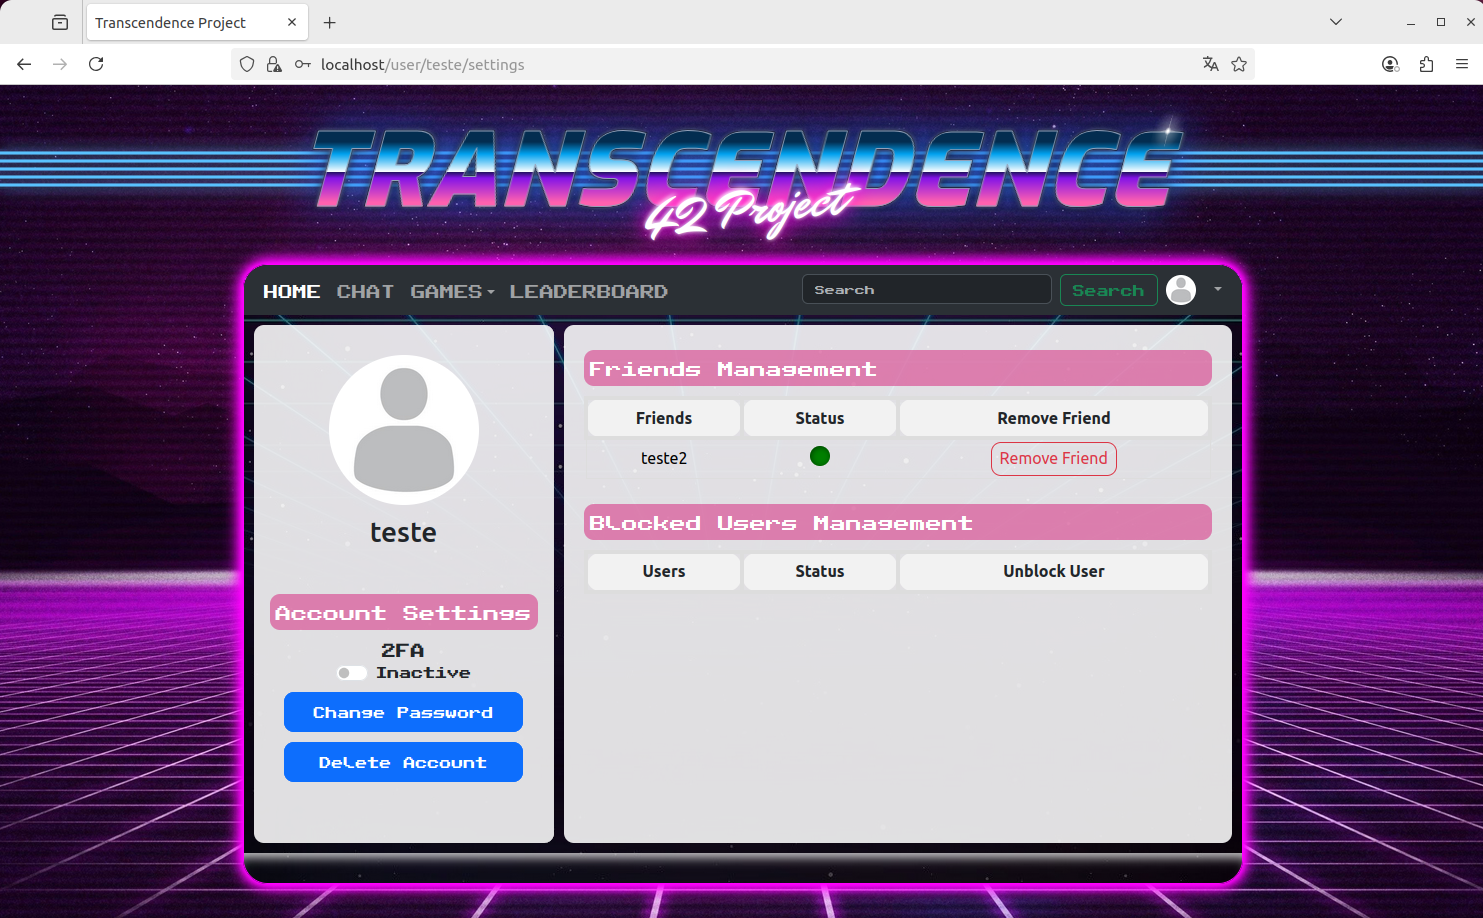 Transcendence Project
localhost/user/teste/settings
TRANSCENDENCE
42 Project
HOME CHAT GAMES LEADERBOARD Search Search
teste
Account Settings
2FA
Inactive
Change Password
Delete Account
Friends Management
Friends Status Remove Friend
teste2 Remove Friend
Blocked Users Management
Users Status Unblock User